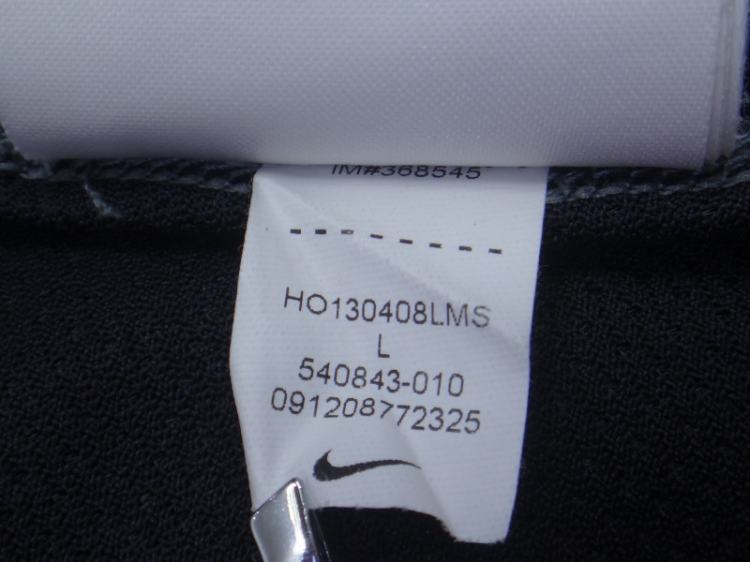 IM#368545
- - - - - - - -
HO130408LMS
L
540843-010
091208772325